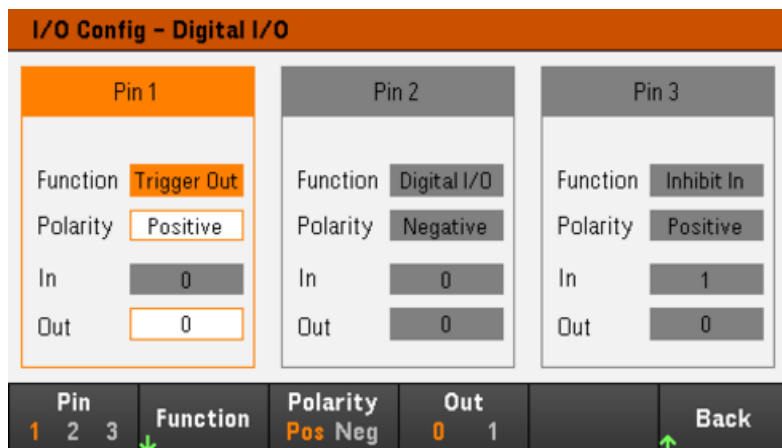 I/O Config – Digital I/O
Pin 1
Function Trigger Out
Polarity Positive
In 0
Out 0
Pin 2
Function Digital I/O
Polarity Negative
In 0
Out 0
Pin 3
Function Inhibit In
Polarity Positive
In 1
Out 0
Pin
1 2 3
Function
Polarity
Pos Neg
Out
0 1
Back